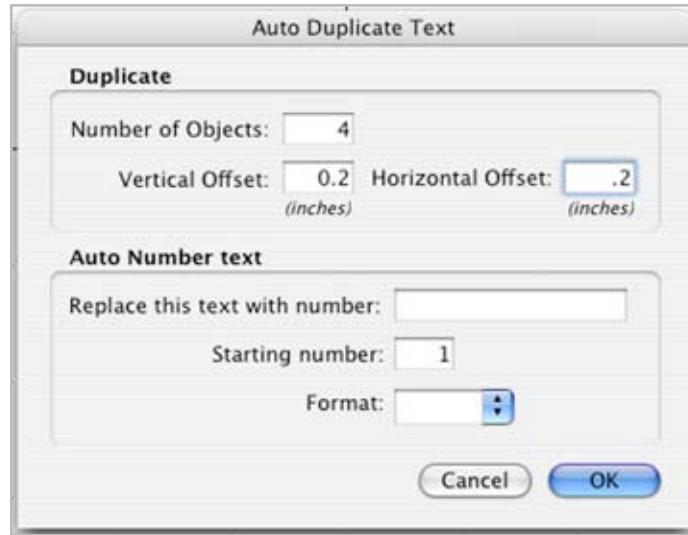 Auto Duplicate Text
Duplicate
Number of Objects: 4
Vertical Offset: 0.2 Horizontal Offset: .2
(inches) (inches)
Auto Number text
Replace this text with number:
Starting number: 1
Format:
Cancel OK